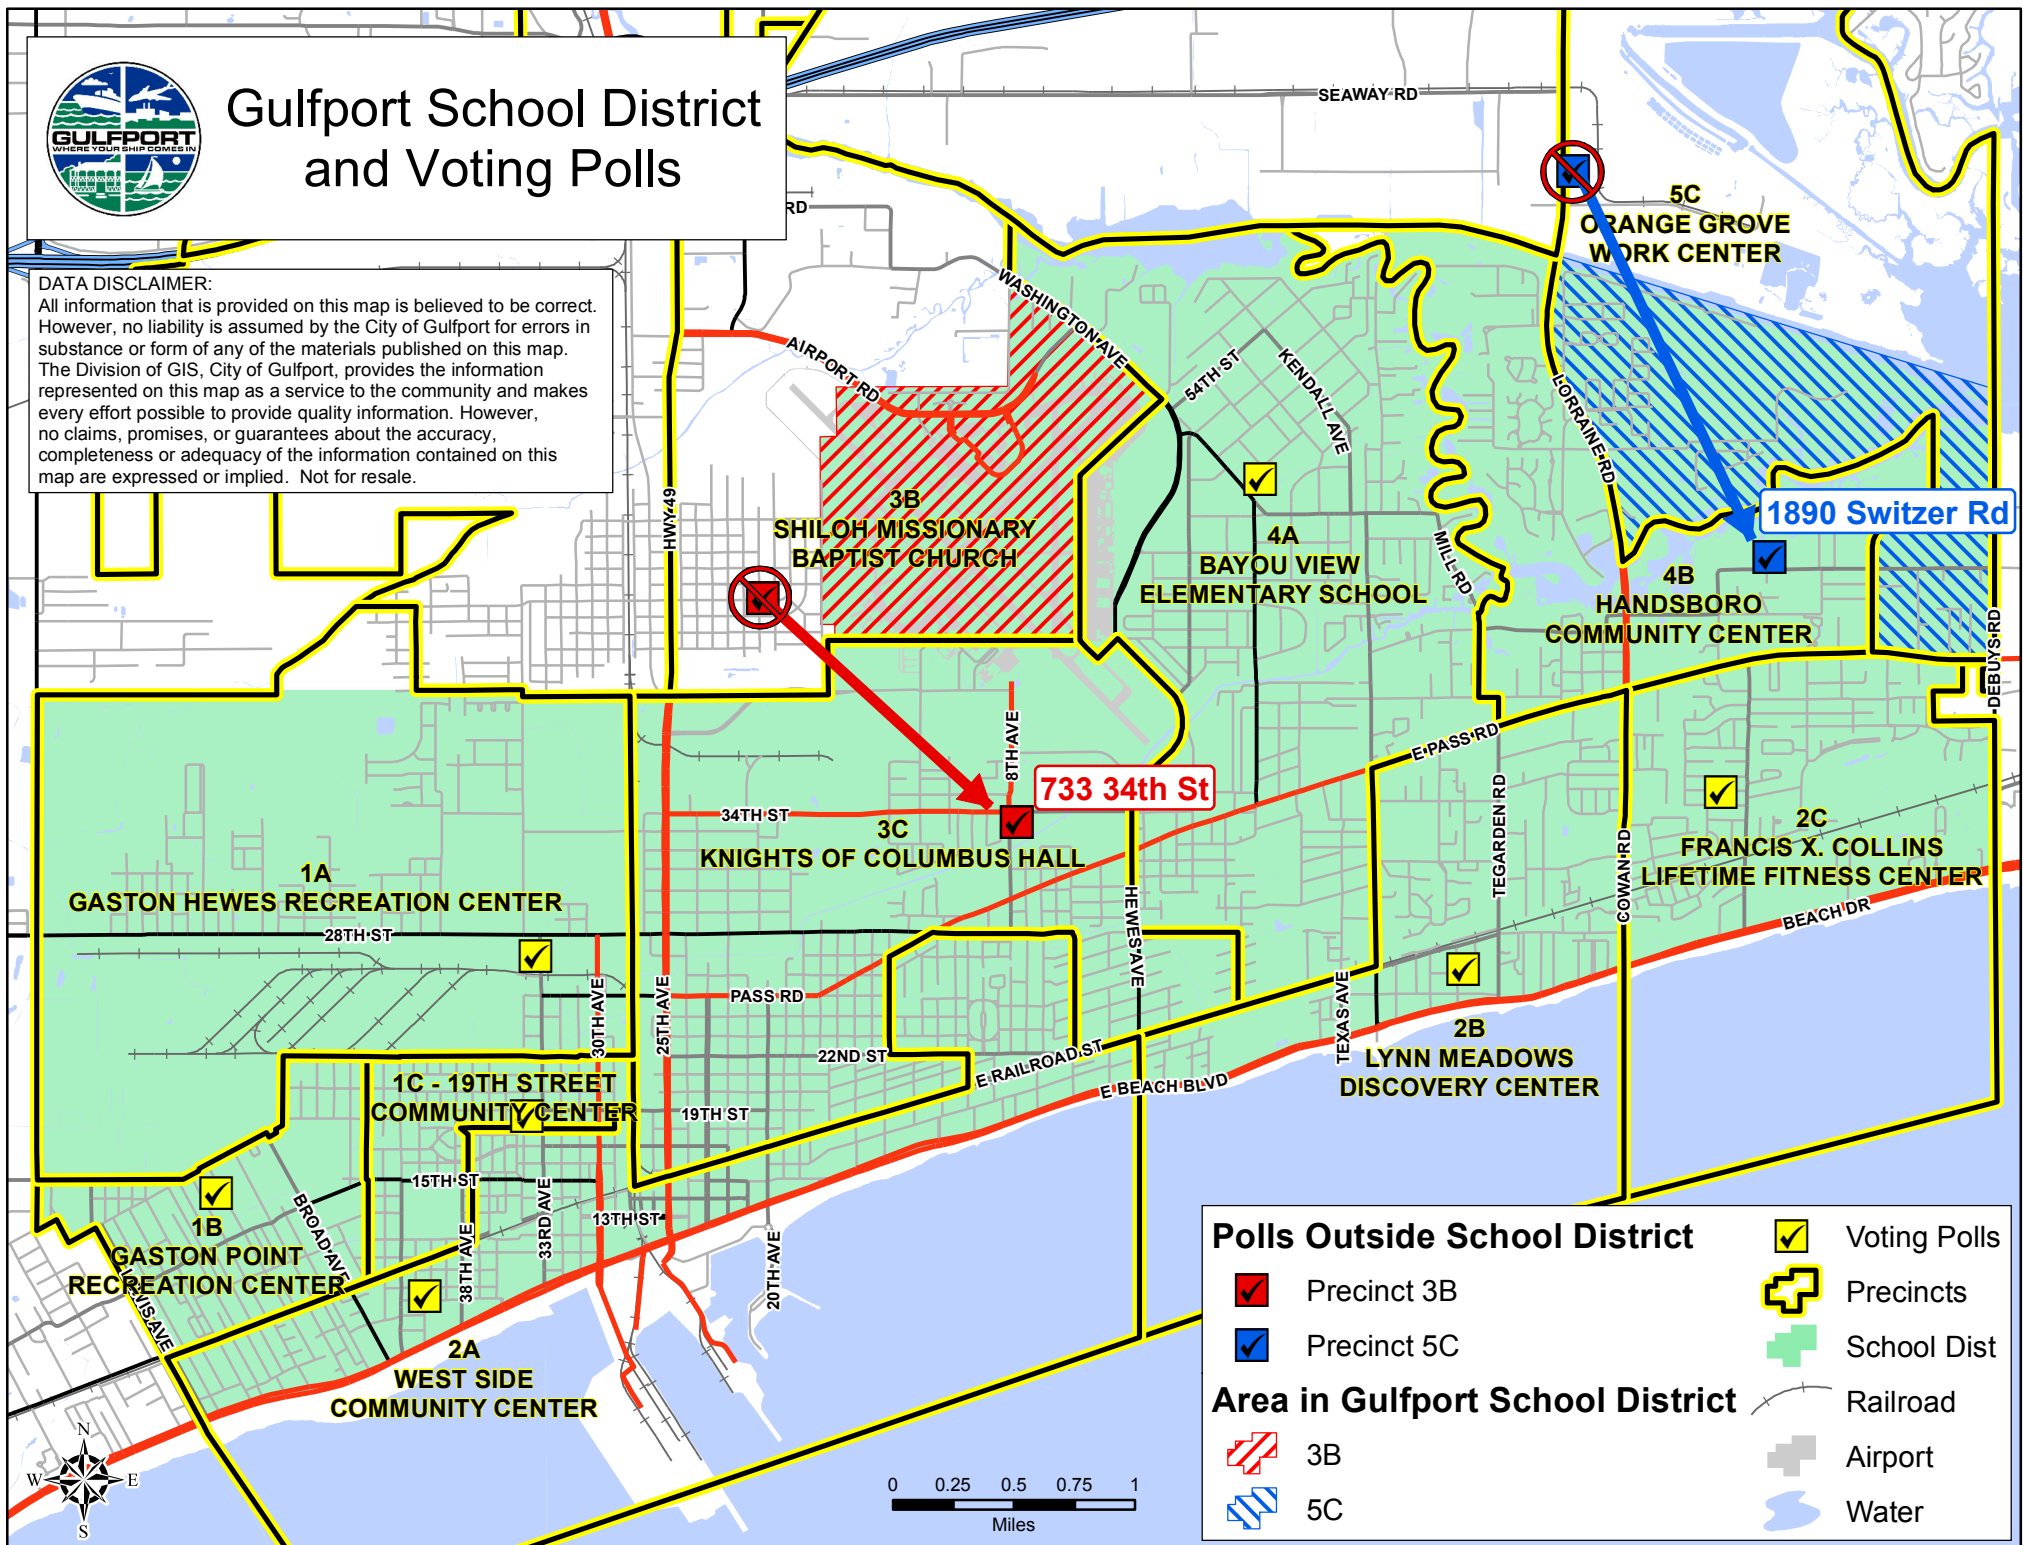 Gulfport School District
and Voting Polls
GULFPORT
WHERE YOUR SHIP COMES IN
DATA DISCLAIMER:
All information that is provided on this map is believed to be correct.
However, no liability is assumed by the City of Gulfport for errors in
substance or form of any of the materials published on this map.
The Division of GIS, City of Gulfport, provides the information
represented on this map as a service to the community and makes
every effort possible to provide quality information. However,
no claims, promises, or guarantees about the accuracy,
completeness or adequacy of the information contained on this
map are expressed or implied. Not for resale.
SEAWAY RD
RD
5C
ORANGE GROVE
WORK CENTER
WASHINGTON AVE
AIRPORT RD
54TH ST
KENDALL AVE
LORRAINE RD
HWY 49
3B
SHILOH MISSIONARY
BAPTIST CHURCH
4A
BAYOU VIEW
ELEMENTARY SCHOOL
MILL RD
1890 Switzer Rd
4B
HANDSBORO
COMMUNITY CENTER
DEBUYS RD
8TH AVE
733 34th St
E PASS RD
34TH ST
3C
KNIGHTS OF COLUMBUS HALL
TEGARDEN RD
COWAN RD
2C
FRANCIS X. COLLINS
LIFETIME FITNESS CENTER
BEACH DR
1A
GASTON HEWES RECREATION CENTER
28TH ST
HEWES AVE
30TH AVE
25TH AVE
PASS RD
TEXAS AVE
22ND ST
E RAILROAD ST
E BEACH BLVD
2B
LYNN MEADOWS
DISCOVERY CENTER
1C - 19TH STREET
COMMUNITY CENTER
19TH ST
15TH ST
BROAD AVE
38TH AVE
33RD AVE
13TH ST
20TH AVE
1B
GASTON POINT
RECREATION CENTER
2A
WEST SIDE
COMMUNITY CENTER
N
W
E
S
0 0.25 0.5 0.75 1
Miles
Polls Outside School District
Precinct 3B
Precinct 5C
Area in Gulfport School District
3B
5C
Voting Polls
Precincts
School Dist
Railroad
Airport
Water